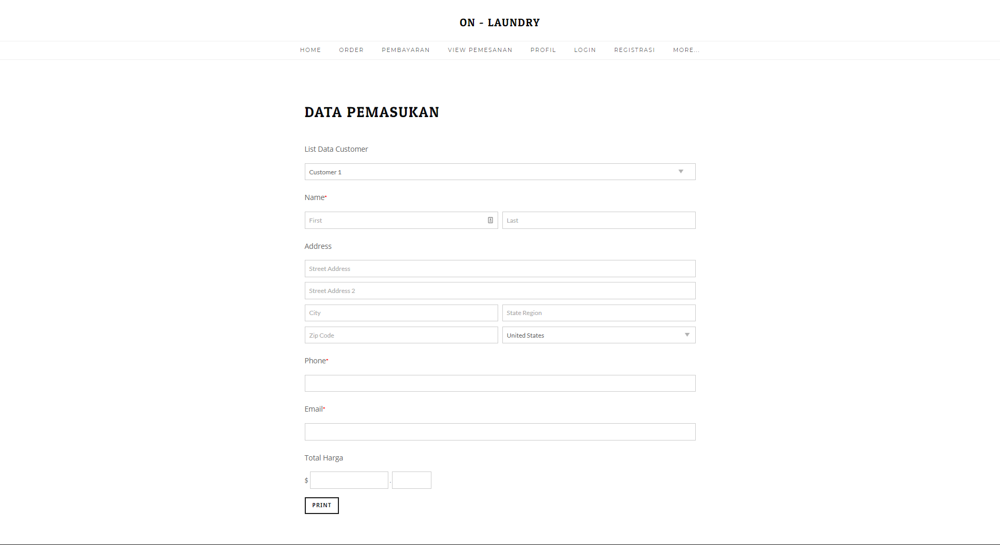 ON - LAUNDRY
HOME ORDER PEMBAYARAN VIEW PEMESANAN PROFIL LOGIN REGISTRASI MORE...
DATA PEMASUKAN
List Data Customer
Customer 1
Name*
First Last
Address
Street Address
Street Address 2
City State Region
Zip Code United States
Phone*
Email*
Total Harga
$ .
PRINT